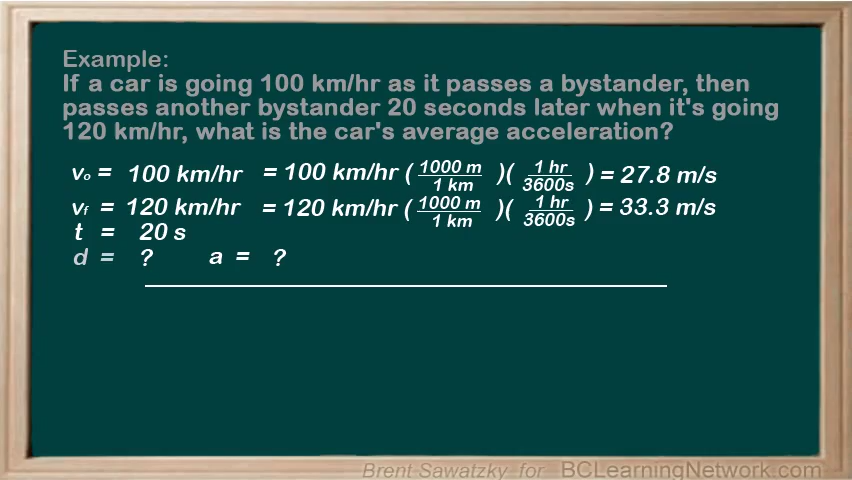 Example:
If a car is going 100 km/hr as it passes a bystander, then
passes another bystander 20 seconds later when it's going
120 km/hr, what is the car's average acceleration?
vo = 100 km/hr = 100 km/hr (1000 m/1 km)(1 hr/3600s) = 27.8 m/s
vf = 120 km/hr = 120 km/hr (1000 m/1 km)(1 hr/3600s) = 33.3 m/s
t = 20 s
d = ? a = ?
Brent Sawatzky for BCLearningNetwork.com